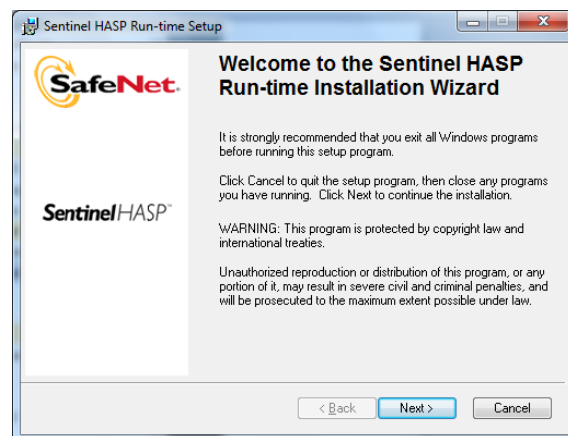 Sentinel HASP Run-time Setup
SafeNet.
Welcome to the Sentinel HASP
Run-time Installation Wizard
It is strongly recommended that you exit all Windows programs
before running this setup program.
Click Cancel to quit the setup program, then close any programs
you have running. Click Next to continue the installation.
Sentinel HASP™
WARNING: This program is protected by copyright law and
international treaties.
Unauthorized reproduction or distribution of this program, or any
portion of it, may result in severe civil and criminal penalties, and
will be prosecuted to the maximum extent possible under law.
< Back
Next >
Cancel